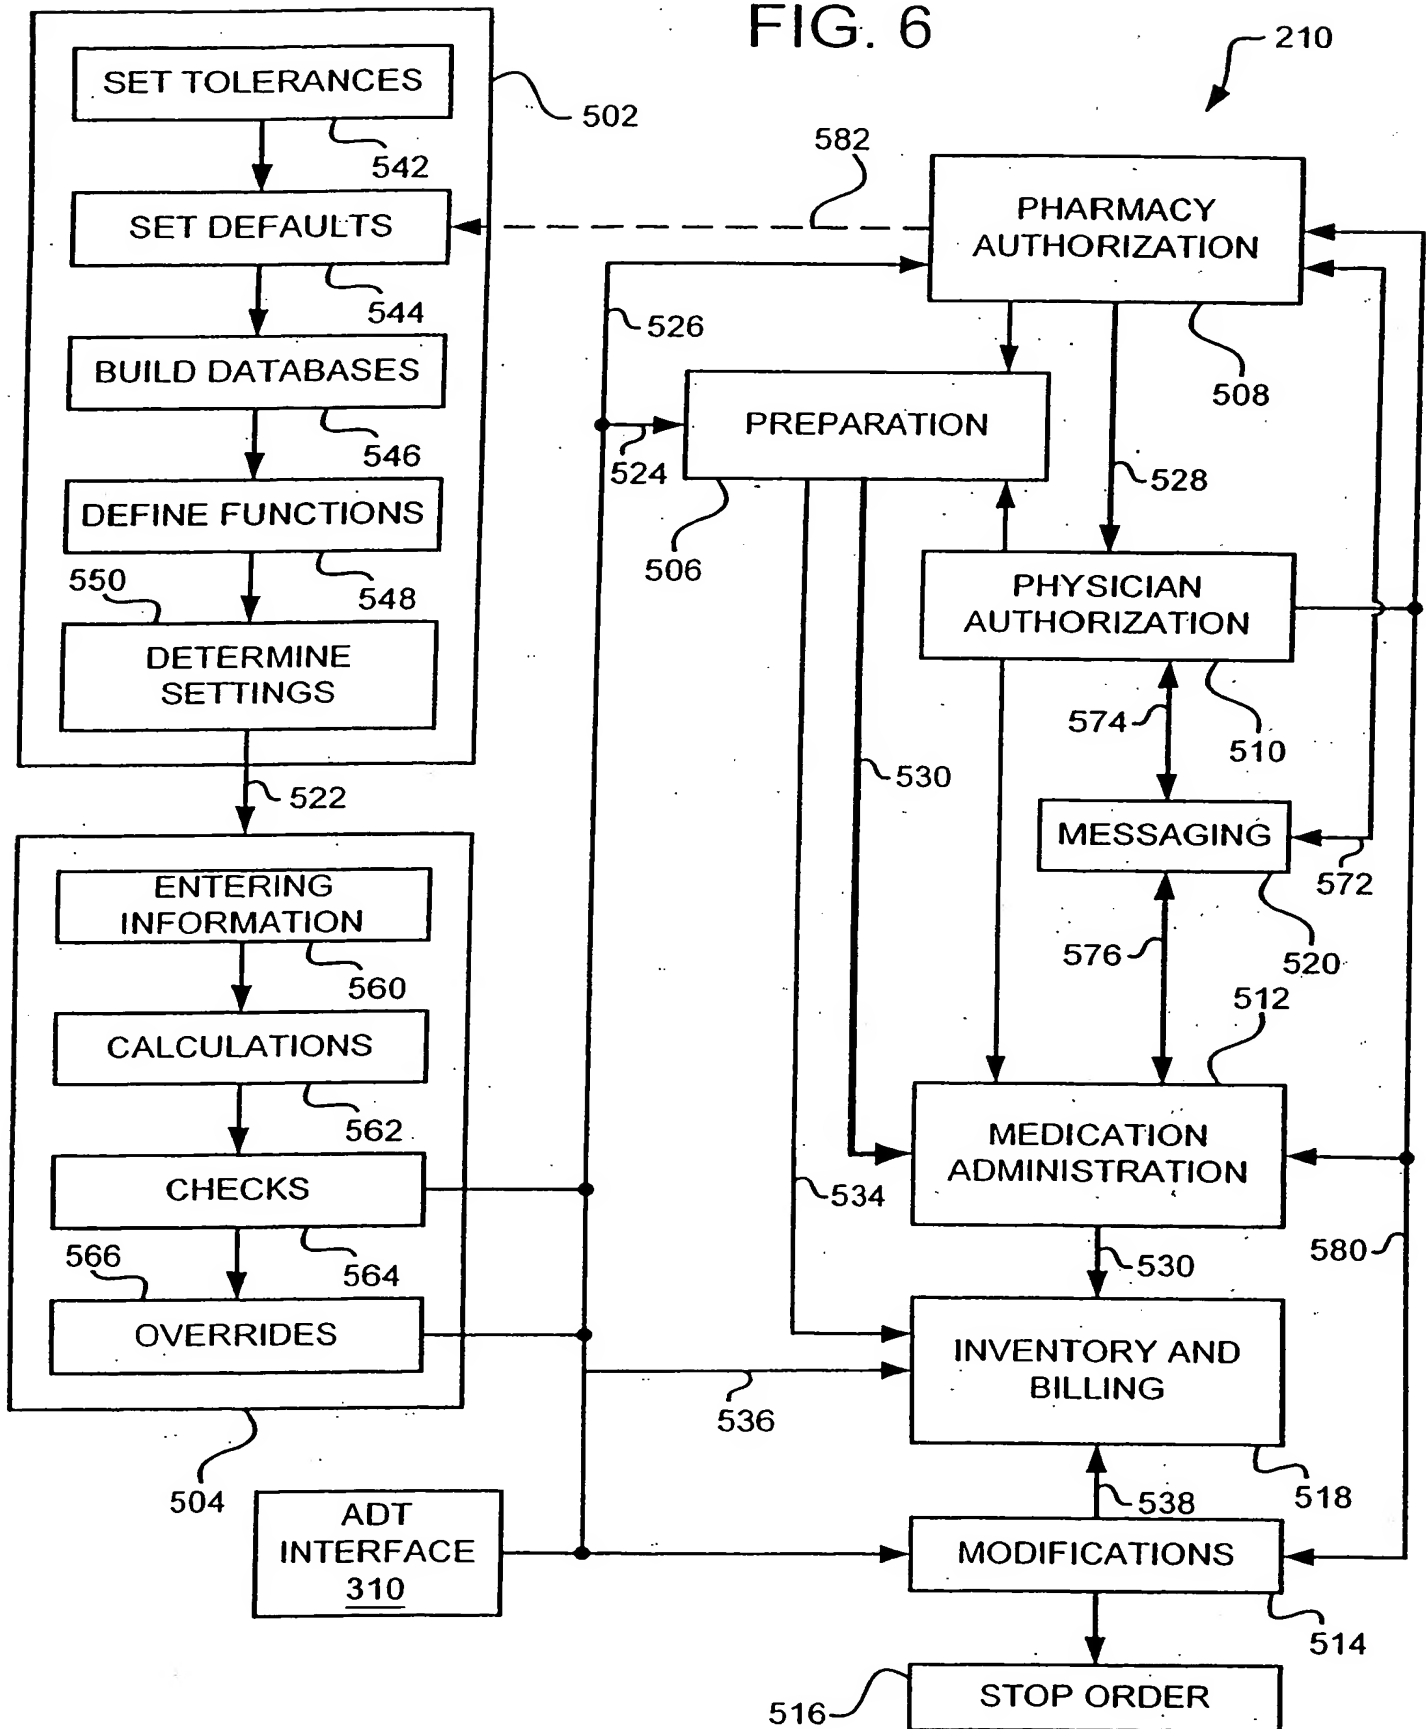 FIG. 6
210
SET TOLERANCES
502
542
582
SET DEFAULTS
PHARMACY
AUTHORIZATION
544
526
BUILD DATABASES
508
PREPARATION
546
524
528
DEFINE FUNCTIONS
506
550
548
PHYSICIAN
AUTHORIZATION
DETERMINE
SETTINGS
574
510
530
522
MESSAGING
572
ENTERING
INFORMATION
576
520
560
512
CALCULATIONS
562
MEDICATION
ADMINISTRATION
CHECKS
534
566
564
530
580
OVERRIDES
INVENTORY AND
BILLING
536
504
518
538
ADT
INTERFACE
310
MODIFICATIONS
514
516
STOP ORDER